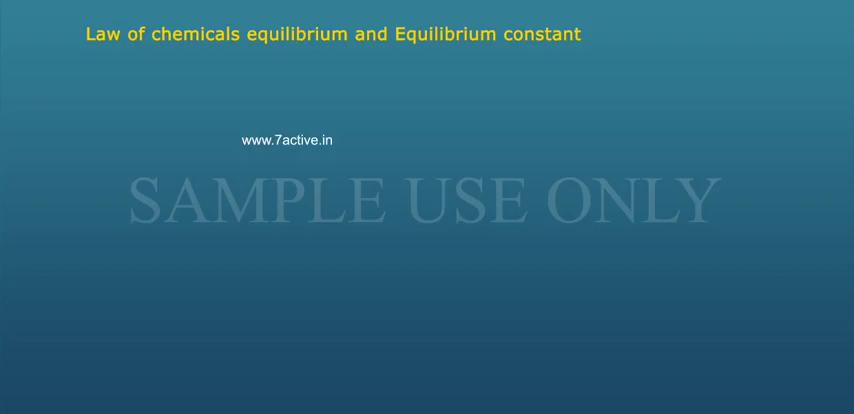 Law of chemicals equilibrium and Equilibrium constant
www.7active.in
SAMPLE USE ONLY